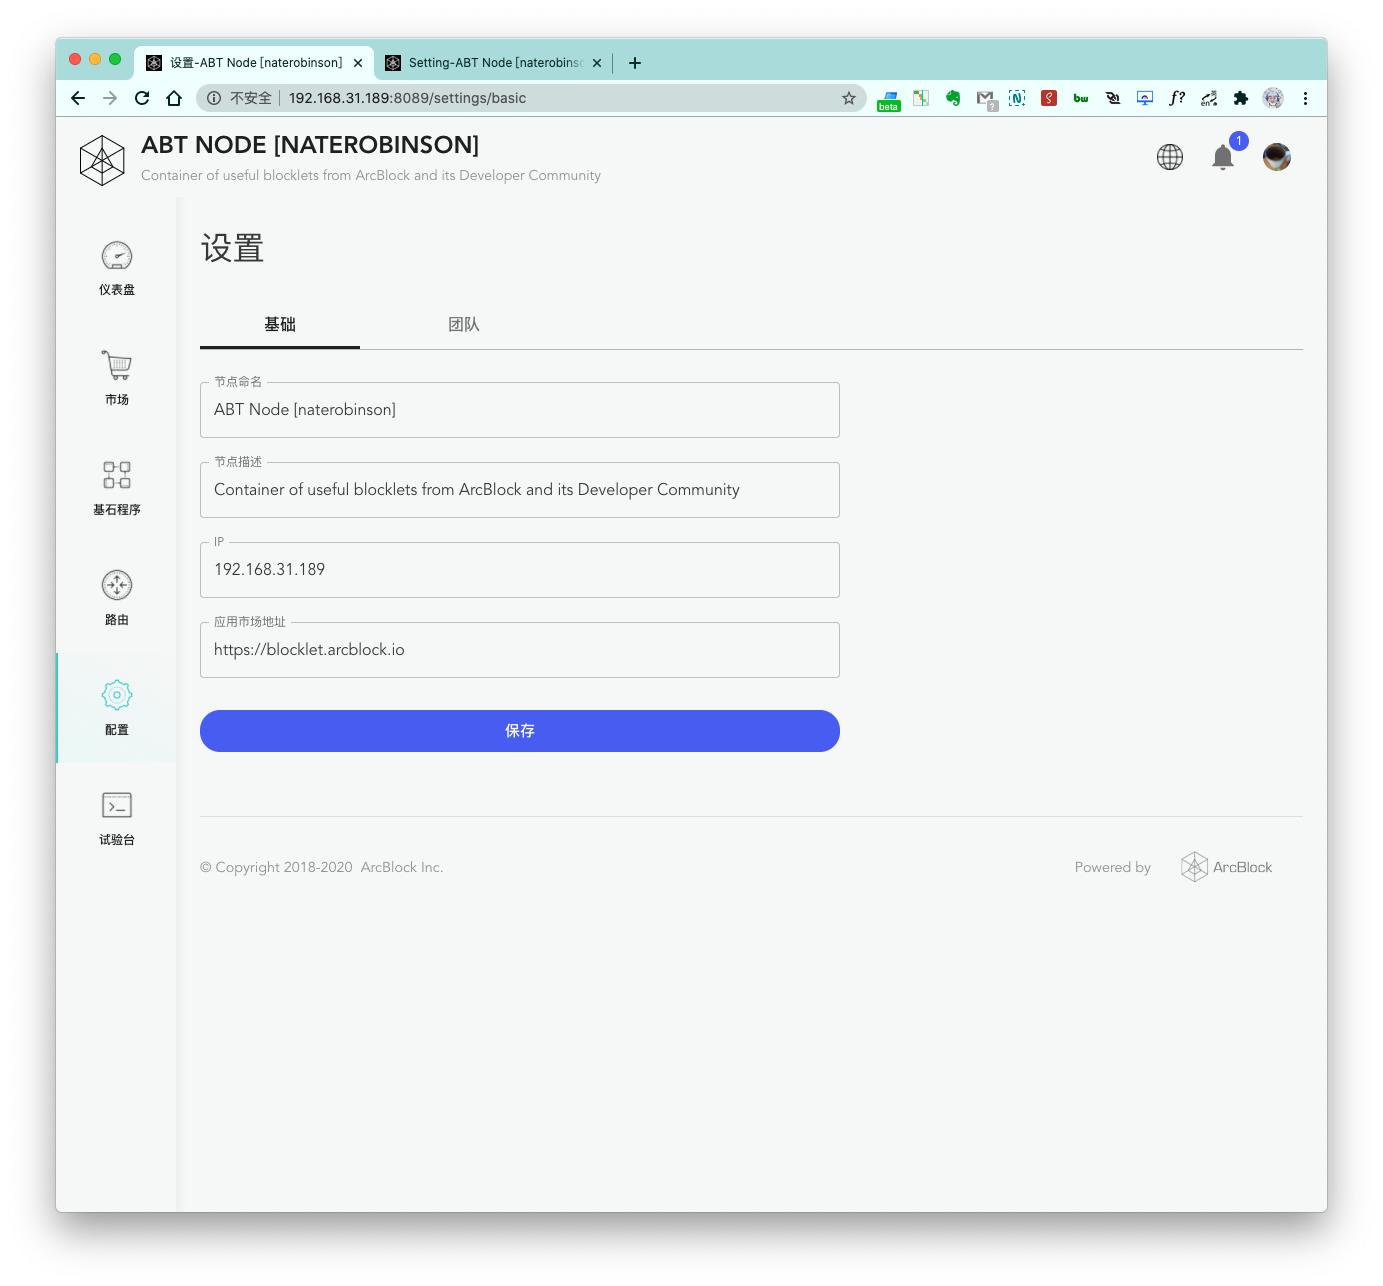 设置-ABT Node [naterobinson]
Setting-ABT Node [naterobins
不安全
192.168.31.189:8089/settings/basic
beta
?
bw
f?
en
ABT NODE [NATEROBINSON]
Container of useful blocklets from ArcBlock and its Developer Community
1
仪表盘
市场
基石程序
路由
配置
试验台
设置
基础
团队
节点命名
ABT Node [naterobinson]
节点描述
Container of useful blocklets from ArcBlock and its Developer Community
IP
192.168.31.189
应用市场地址
https://blocklet.arcblock.io
保存
© Copyright 2018-2020 ArcBlock Inc.
Powered by
ArcBlock